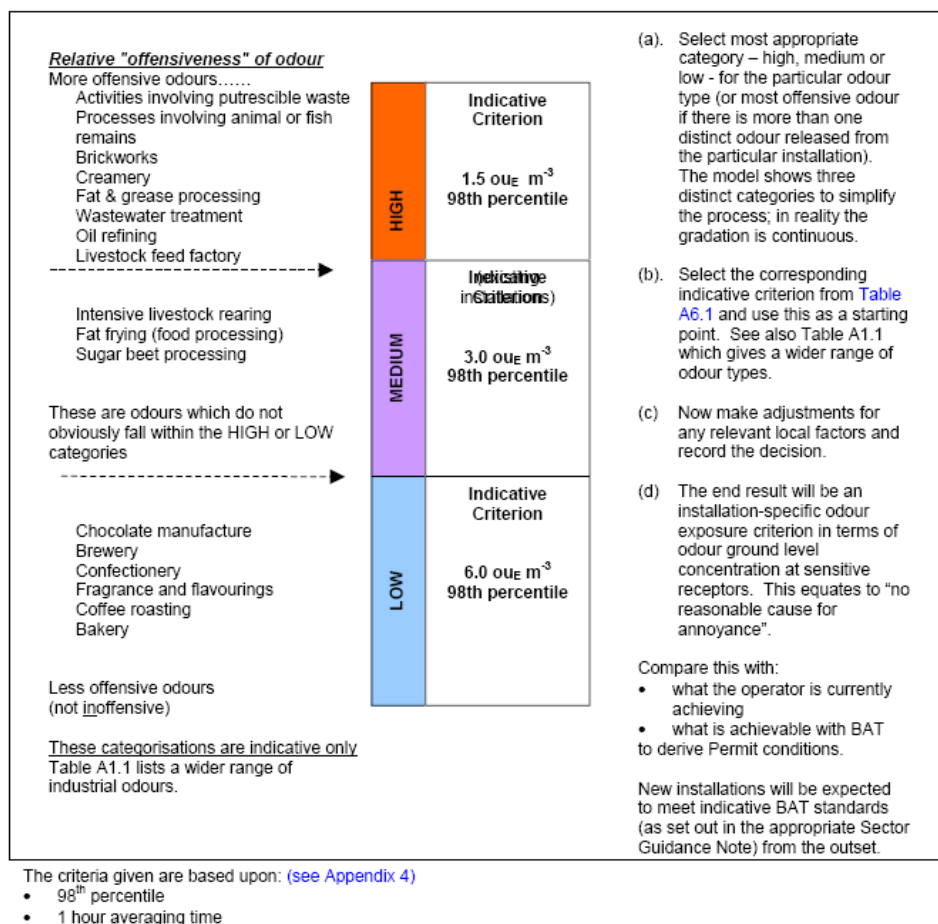 Relative "offensiveness" of odour
More offensive odours……
Activities involving putrescible waste
Processes involving animal or fish
remains
Brickworks
Creamery
Fat & grease processing
Wastewater treatment
Oil refining
Livestock feed factory
Intensive livestock rearing
Fat frying (food processing)
Sugar beet processing
These are odours which do not
obviously fall within the HIGH or LOW
categories
Chocolate manufacture
Brewery
Confectionery
Fragrance and flavourings
Coffee roasting
Bakery
Less offensive odours
(not inoffensive)
These categorisations are indicative only
Table A1.1 lists a wider range of
industrial odours.
HIGH
Indicative
Criterion
1.5 ouE m-3
98th percentile
MEDIUM
Indicative
Criterion
(existing
installations)
3.0 ouE m-3
98th percentile
LOW
Indicative
Criterion
6.0 ouE m-3
98th percentile
(a). Select most appropriate
category – high, medium or
low - for the particular odour
type (or most offensive odour
if there is more than one
distinct odour released from
the particular installation).
The model shows three
distinct categories to simplify
the process; in reality the
gradation is continuous.
(b). Select the corresponding
indicative criterion from Table
A6.1 and use this as a starting
point. See also Table A1.1
which gives a wider range of
odour types.
(c) Now make adjustments for
any relevant local factors and
record the decision.
(d) The end result will be an
installation-specific odour
exposure criterion in terms of
odour ground level
concentration at sensitive
receptors. This equates to “no
reasonable cause for
annoyance”.
Compare this with:
• what the operator is currently
achieving
• what is achievable with BAT
to derive Permit conditions.
New installations will be expected
to meet indicative BAT standards
(as set out in the appropriate Sector
Guidance Note) from the outset.
The criteria given are based upon: (see Appendix 4)
• 98th percentile
• 1 hour averaging time